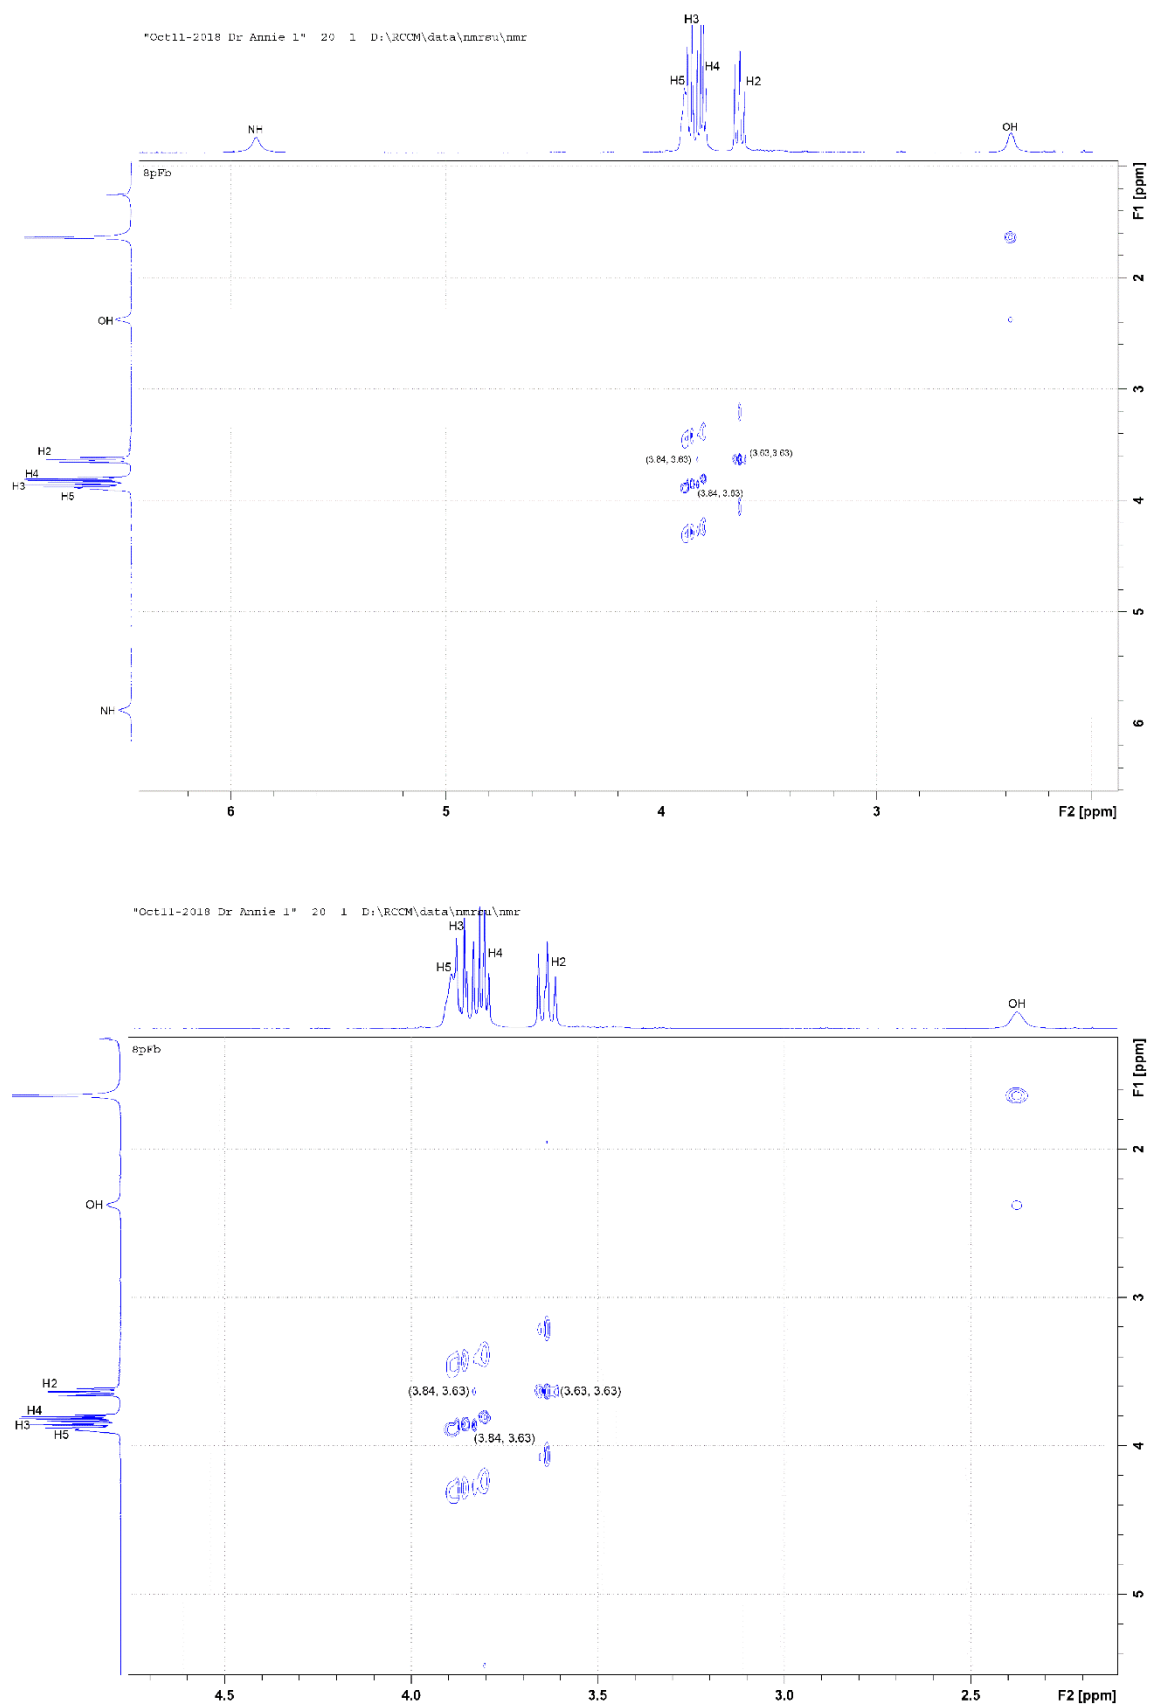 "Oct11-2018 Dr Annie 1"  20  1  D:\RCCM\data\nmrsu\nmr
H3
H5
H4
H2
NH
OH
8pFb
F1 [ppm]
2
OH
3
H2
(3.84, 3.63)
(3.63,3.63)
H4
H3
H5
(3.84, 3.63)
4
5
NH
6
6 5 4 3 F2 [ppm]
"Oct11-2018 Dr Annie 1"  20  1  D:\RCCM\data\nmrsu\nmr
H3
H5
H4
H2
OH
8pFb
F1 [ppm]
2
OH
3
H2
(3.84, 3.63)
(3.63, 3.63)
H4
H3
H5
(3.84, 3.63)
4
5
4.5 4.0 3.5 3.0 2.5 F2 [ppm]